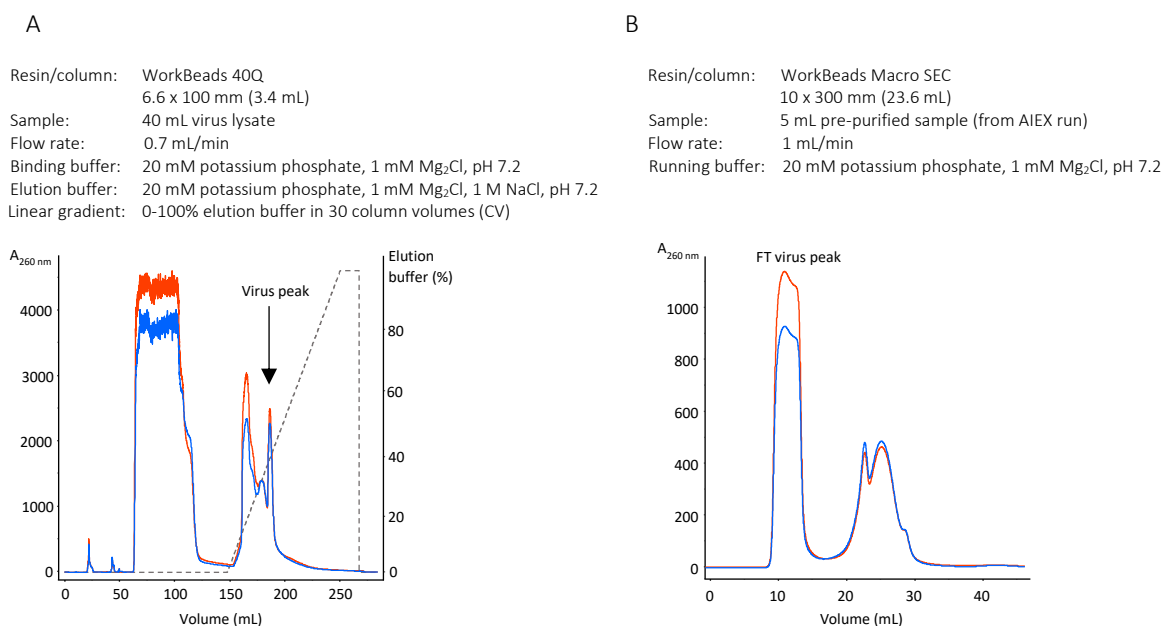 A
Resin/column: WorkBeads 40Q
6.6 x 100 mm (3.4 mL)
Sample: 40 mL virus lysate
Flow rate: 0.7 mL/min
Binding buffer: 20 mM potassium phosphate, 1 mM Mg₂Cl, pH 7.2
Elution buffer: 20 mM potassium phosphate, 1 mM Mg₂Cl, 1 M NaCl, pH 7.2
Linear gradient: 0-100% elution buffer in 30 column volumes (CV)
A260 nm
Elution
buffer (%)
Virus peak
4000
3000
2000
1000
0
80
60
40
20
0
0 50 100 150 200 250
Volume (mL)
B
Resin/column: WorkBeads Macro SEC
10 x 300 mm (23.6 mL)
Sample: 5 mL pre-purified sample (from AIEX run)
Flow rate: 1 mL/min
Running buffer: 20 mM potassium phosphate, 1 mM Mg₂Cl, pH 7.2
A260 nm
FT virus peak
1000
800
600
400
200
0
0 10 20 30 40
Volume (mL)